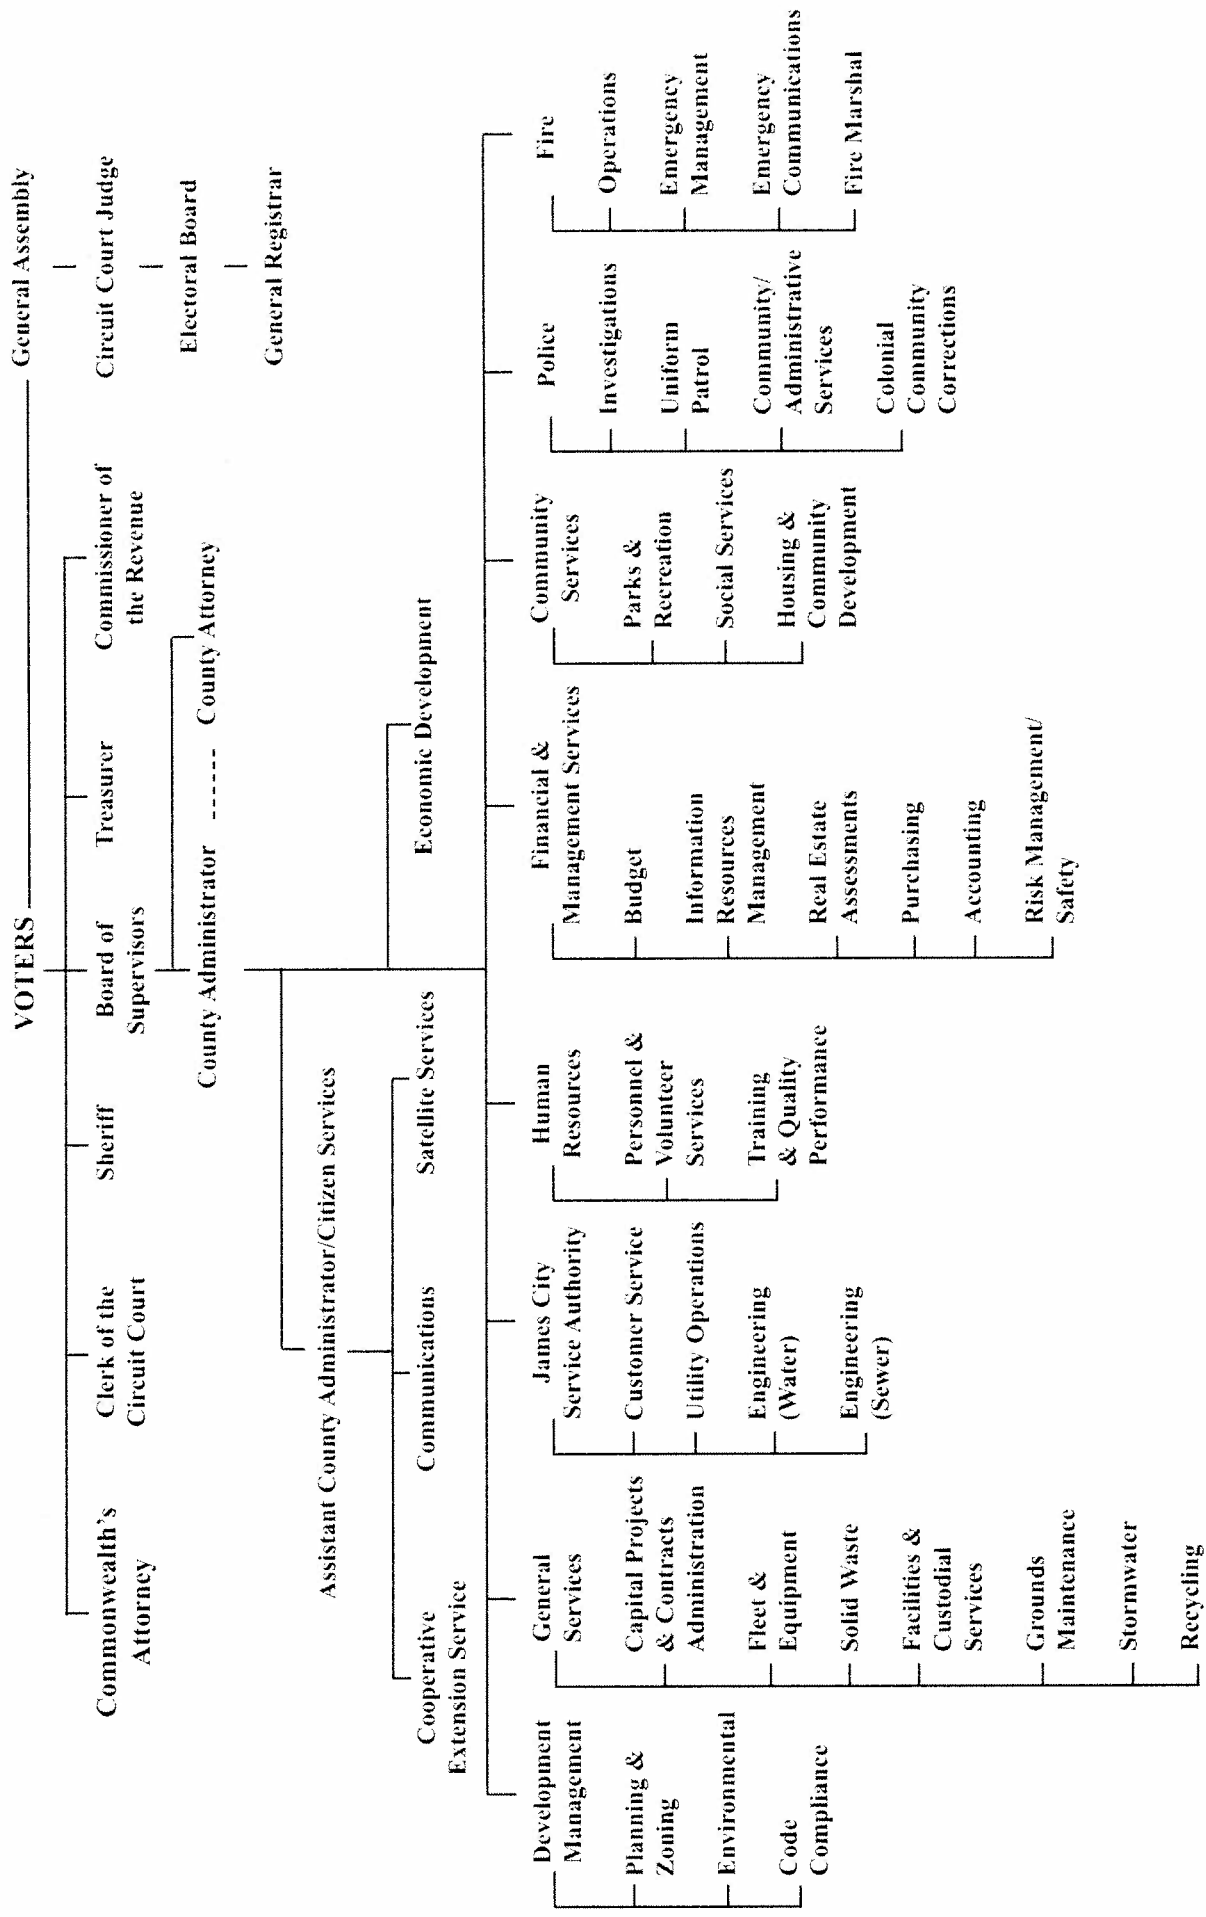 VOTERS
General Assembly
Circuit Court Judge
Electoral Board
General Registrar
Commonwealth's
Attorney
Clerk of the
Circuit Court
Sheriff
Board of
Supervisors
Treasurer
Commissioner of
the Revenue
County Administrator ------ County Attorney
Assistant County Administrator/Citizen Services
Cooperative
Extension Service
Communications
Satellite Services
Economic Development
Development
Management
Planning &
Zoning
Environmental
Code
Compliance
General
Services
Capital Projects
& Contracts
Administration
Fleet &
Equipment
Solid Waste
Facilities &
Custodial
Services
Grounds
Maintenance
Stormwater
Recycling
James City
Service Authority
Customer Service
Utility Operations
Engineering
(Water)
Engineering
(Sewer)
Human
Resources
Personnel &
Volunteer
Services
Training
& Quality
Performance
Financial &
Management Services
Budget
Information
Resources
Management
Real Estate
Assessments
Purchasing
Accounting
Risk Management/
Safety
Community
Services
Parks &
Recreation
Social Services
Housing &
Community
Development
Police
Investigations
Uniform
Patrol
Community/
Administrative
Services
Colonial
Community
Corrections
Fire
Operations
Emergency
Management
Emergency
Communications
Fire Marshal